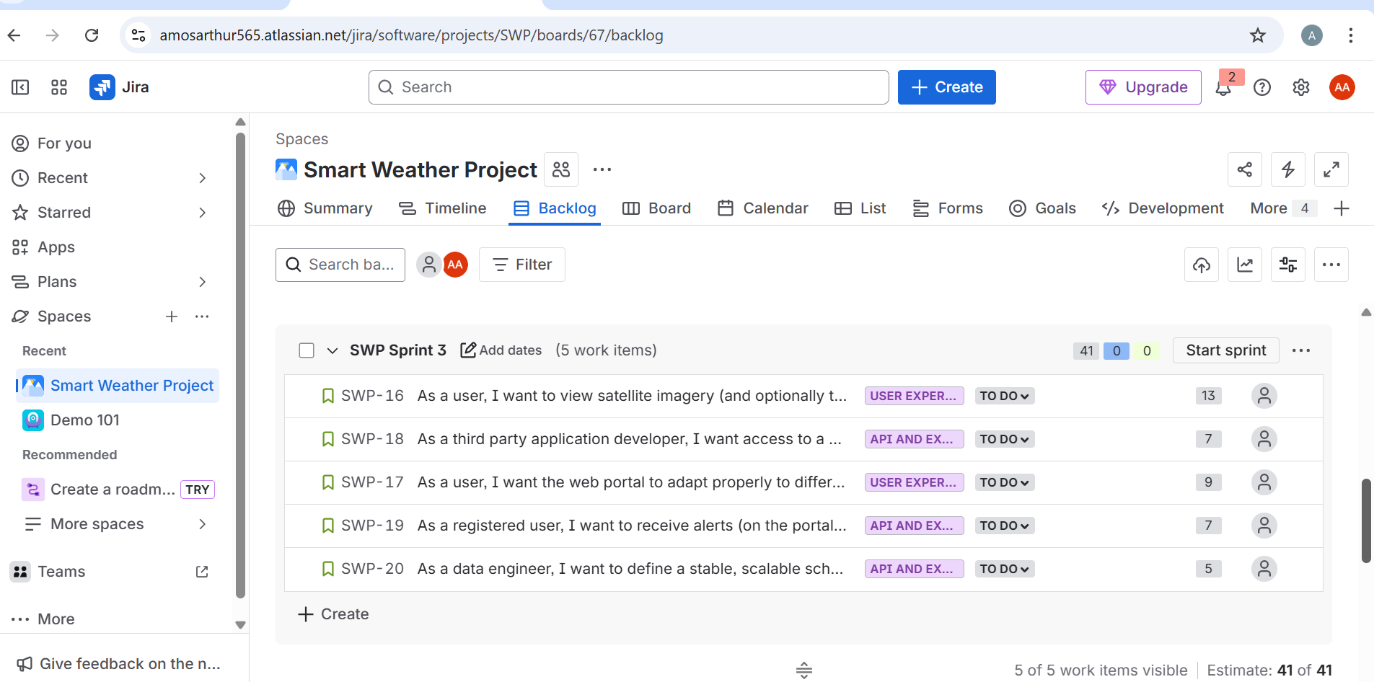 amosarthur565.atlassian.net/jira/software/projects/SWP/boards/67/backlog
A
Jira
Search
Create
Upgrade
2
AA
For you
Recent
Starred
Apps
Plans
Spaces
Recent
Smart Weather Project
Demo 101
Recommended
Create a roadm... TRY
More spaces
Teams
More
Give feedback on the n...
Spaces
Smart Weather Project
Summary Timeline Backlog Board Calendar List Forms Goals Development More 4
Search ba... AA Filter
SWP Sprint 3 Add dates (5 work items) 41 0 0 Start sprint
SWP-16 As a user, I want to view satellite imagery (and optionally t... USER EXPER... TO DO 13
SWP-18 As a third party application developer, I want access to a ... API AND EX... TO DO 7
SWP-17 As a user, I want the web portal to adapt properly to differ... USER EXPER... TO DO 9
SWP-19 As a registered user, I want to receive alerts (on the portal... API AND EX... TO DO 7
SWP-20 As a data engineer, I want to define a stable, scalable sch... API AND EX... TO DO 5
Create
5 of 5 work items visible Estimate: 41 of 41